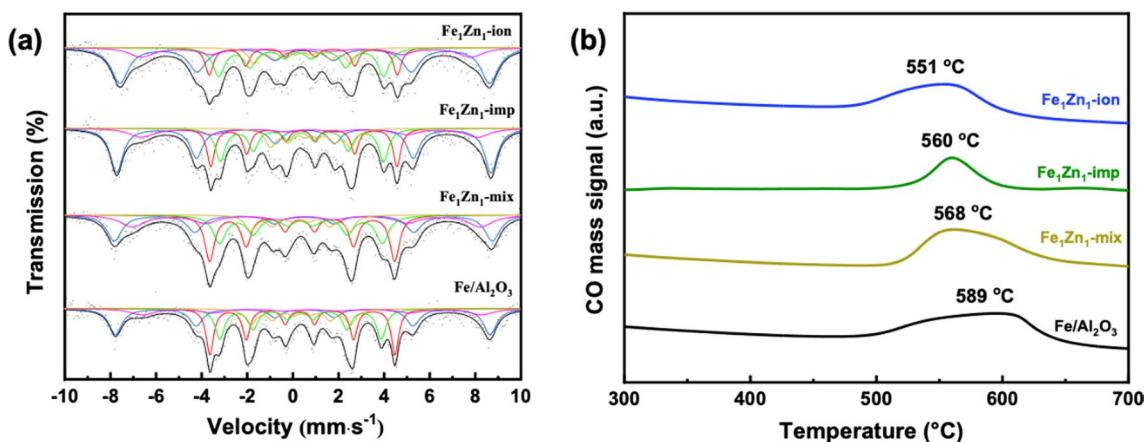 (a)
Fe₁Zn₁-ion
Fe₁Zn₁-imp
Fe₁Zn₁-mix
Fe/Al₂O₃
Transmission (%)
-10 -8 -6 -4 -2 0 2 4 6 8 10
Velocity (mm·s⁻¹)
(b)
551 °C
Fe₁Zn₁-ion
560 °C
Fe₁Zn₁-imp
568 °C
Fe₁Zn₁-mix
589 °C
Fe/Al₂O₃
CO mass signal (a.u.)
300 400 500 600 700
Temperature (°C)